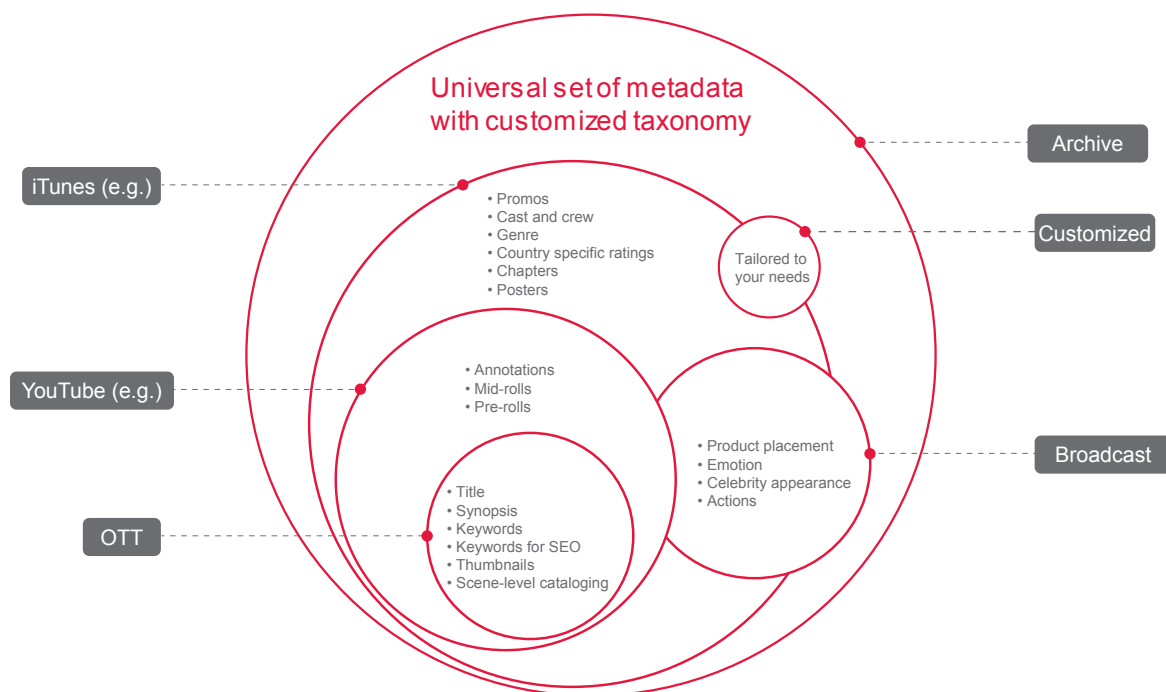 Universal set of metadata
with customized taxonomy
Archive
iTunes (e.g.)
• Promos
• Cast and crew
• Genre
• Country specific ratings
• Chapters
• Posters
Customized
Tailored to
your needs
YouTube (e.g.)
• Annotations
• Mid-rolls
• Pre-rolls
Broadcast
• Product placement
• Emotion
• Celebrity appearance
• Actions
OTT
• Title
• Synopsis
• Keywords
• Keywords for SEO
• Thumbnails
• Scene-level cataloging